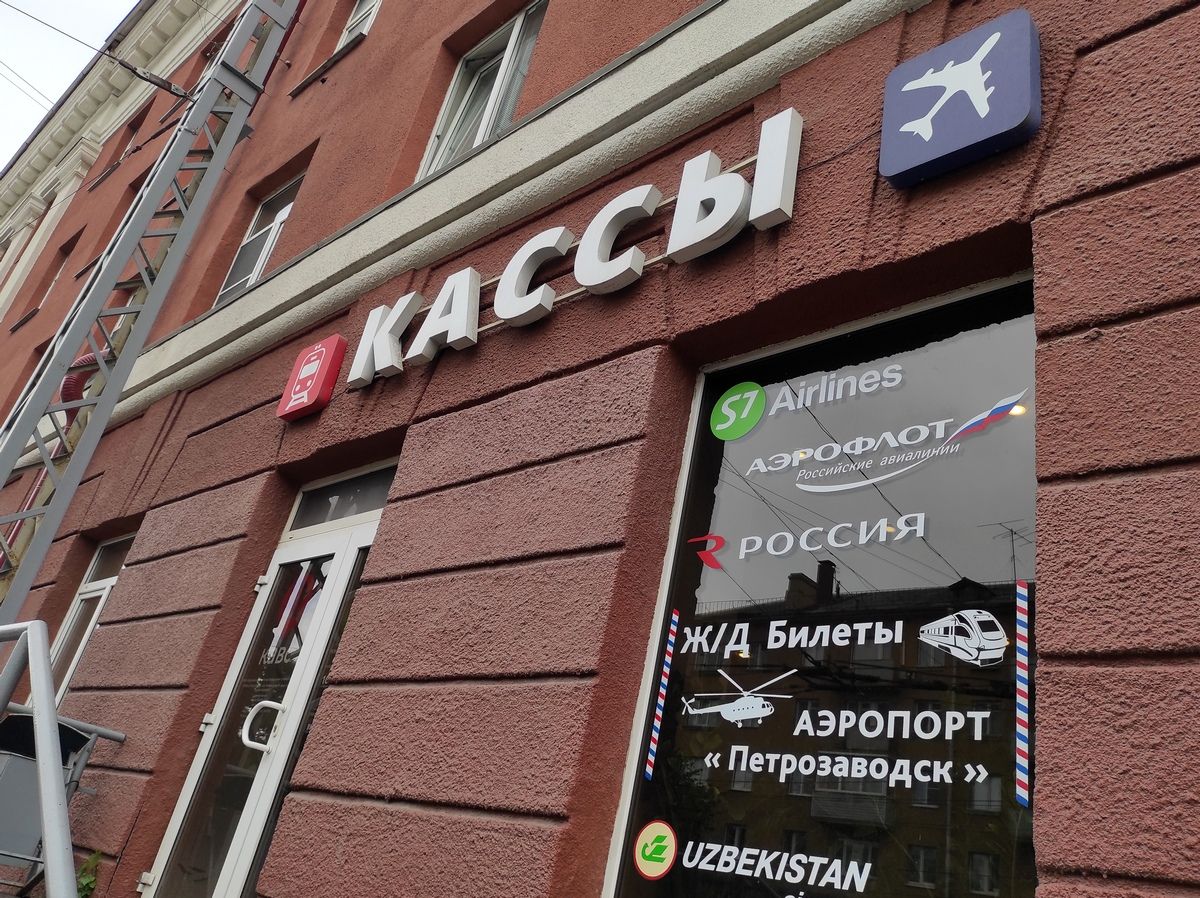 КАССЫ
S7 Airlines
АЭРОФЛОТ
Российские авиалинии
РОССИЯ
Ж/Д Билеты
АЭРОПОРТ
« Петрозаводск »
UZBEKISTAN